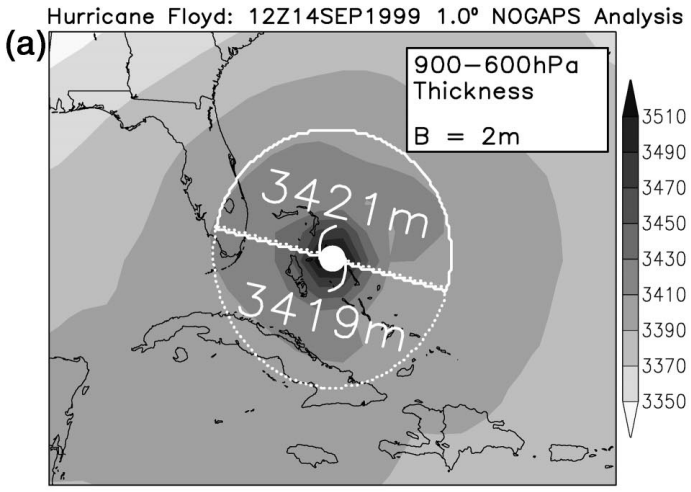 Hurricane Floyd: 12Z14SEP1999 1.0º NOGAPS Analysis
(a)
900−600hPa
Thickness
B = 2m
3421m
3419m
3510
3490
3470
3450
3430
3410
3390
3370
3350